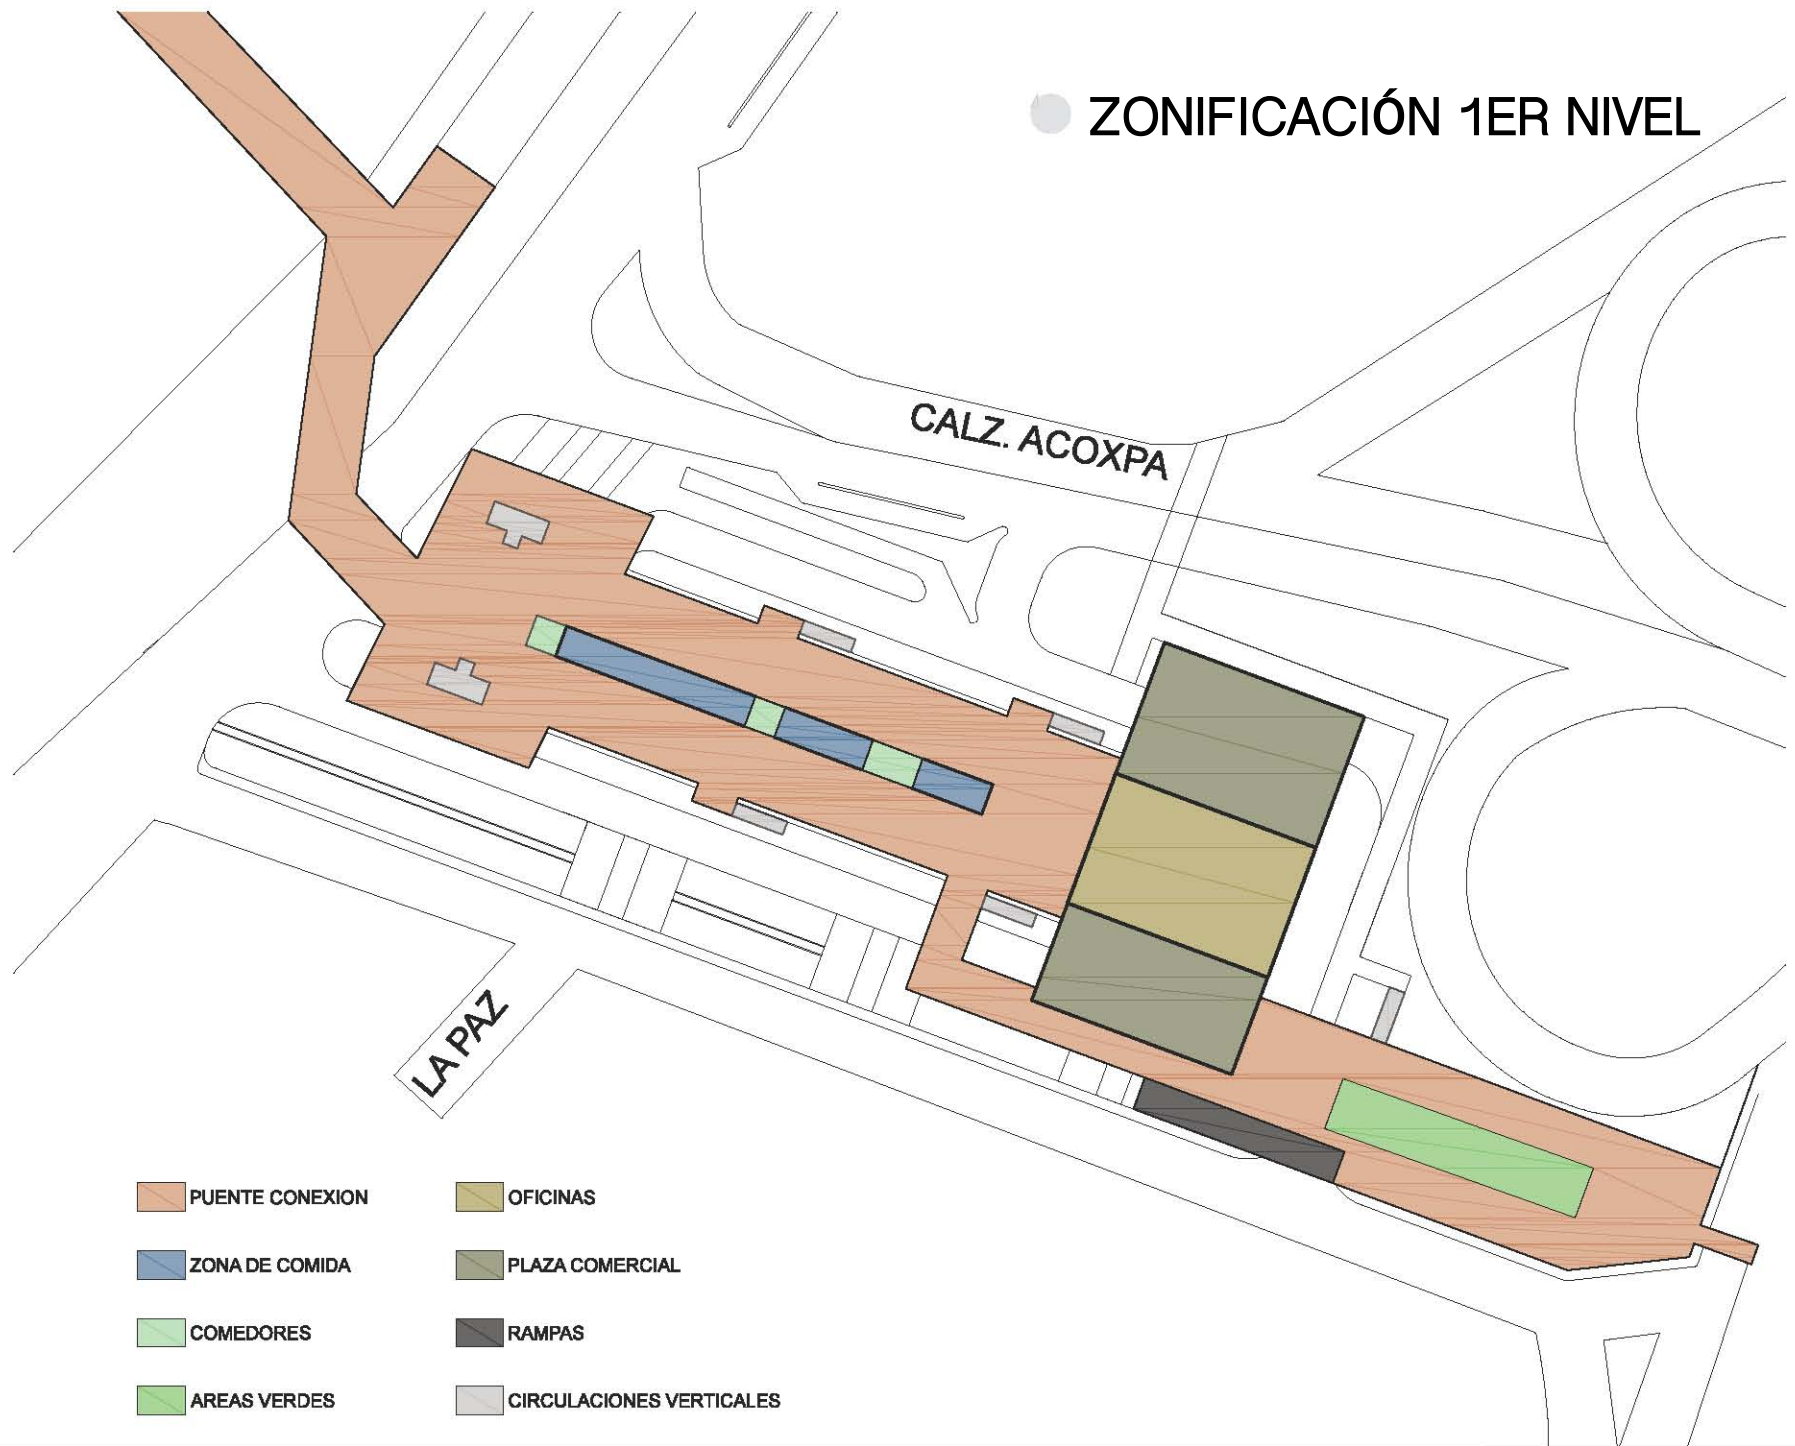 ZONIFICACIÓN 1ER NIVEL
CALZ. ACOXPA
LA PAZ
PUENTE CONEXION
OFICINAS
ZONA DE COMIDA
PLAZA COMERCIAL
COMEDORES
RAMPAS
AREAS VERDES
CIRCULACIONES VERTICALES